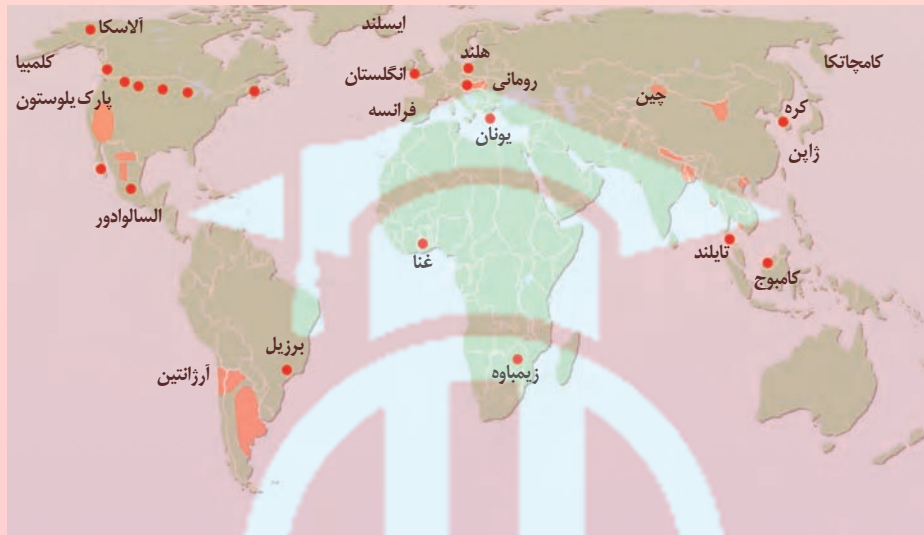 آلاسکا
ایسلند
کلمبیا
پارک یلوستون
هلند
انگلستان
رومانی
فرانسه
یونان
کامچاتکا
چین
کره
ژاپن
السالوادور
غنا
تایلند
کامبوج
برزیل
آرژانتین
زیمباوه